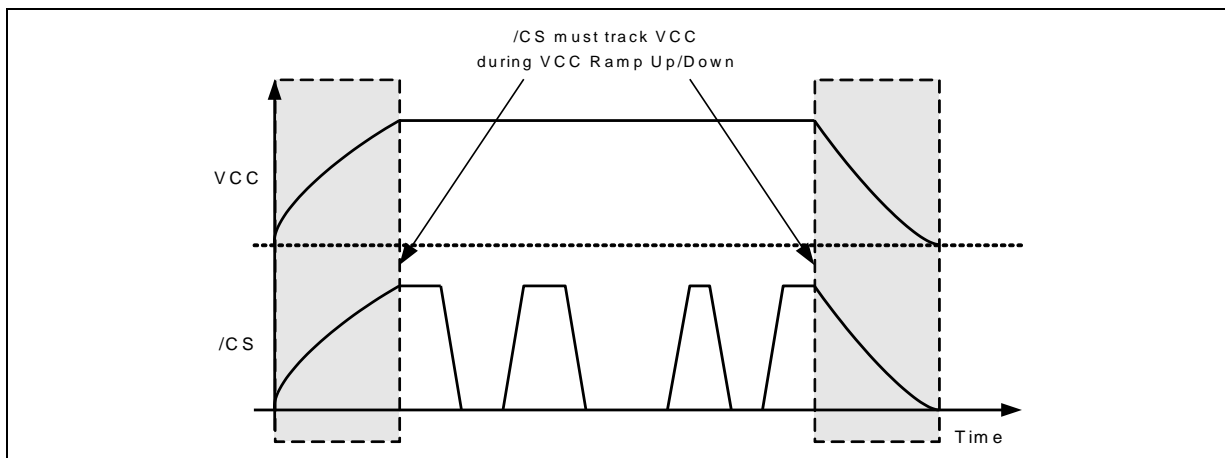 /CS must track VCC
during VCC Ramp Up/Down
VCC
/CS
Time